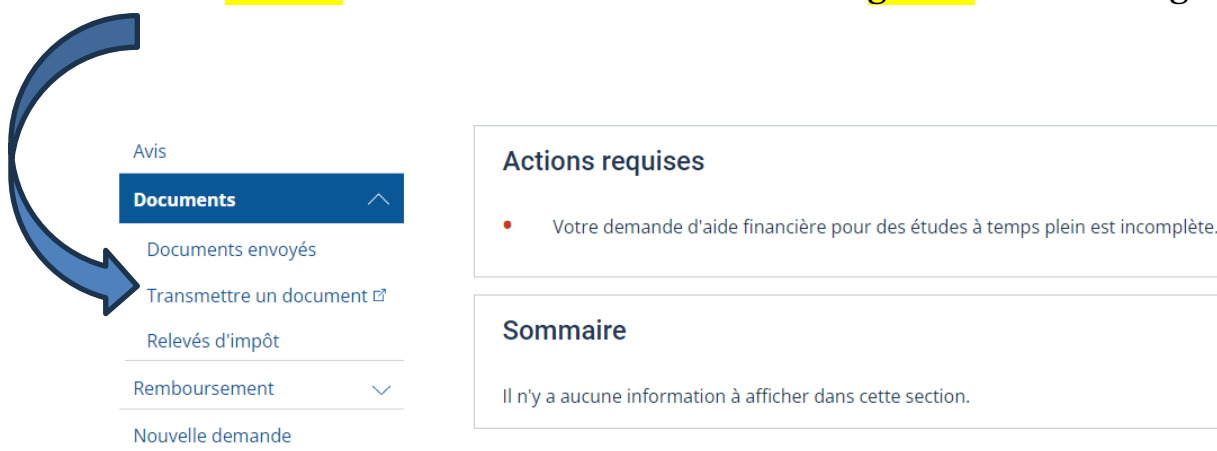 Avis
Documents
Documents envoyés
Transmettre un document
Relevés d'impôt
Remboursement
Nouvelle demande
Actions requises
Votre demande d'aide financière pour des études à temps plein est incomplète.
Sommaire
Il n'y a aucune information à afficher dans cette section.